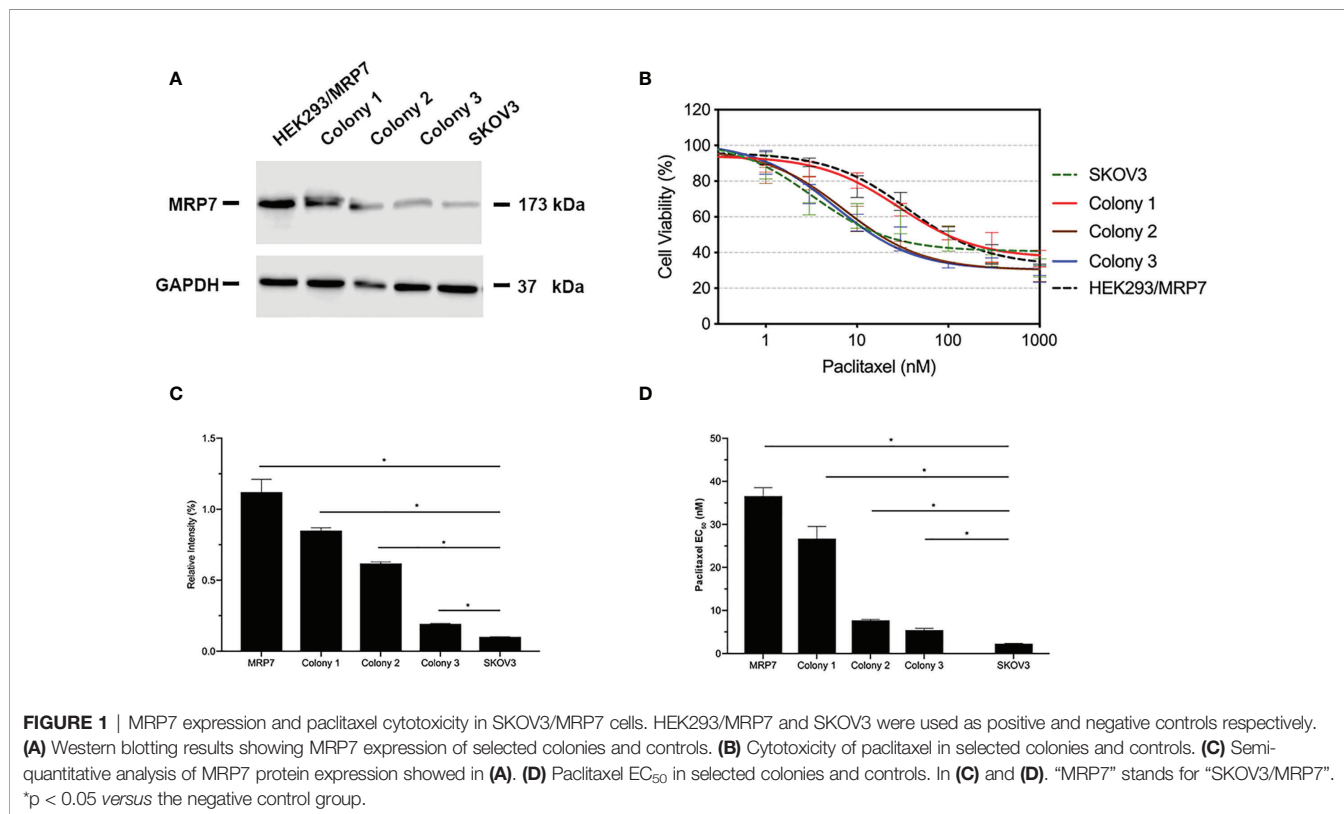 A
HEK293/MRP7
Colony 1
Colony 2
Colony 3
SKOV3
MRP7
173 kDa
GAPDH
37 kDa
B
120
100
80
60
40
20
0
Cell Viability (%)
1
10
100
1000
Paclitaxel (nM)
SKOV3
Colony 1
Colony 2
Colony 3
HEK293/MRP7
C
1.5
1.0
0.5
0.0
Relative Intensity (%)
*
*
*
*
MRP7
Colony 1
Colony 2
Colony 3
SKOV3
D
50
40
30
20
10
0
Paclitaxel EC₅₀ (nM)
*
*
*
*
MRP7
Colony 1
Colony 2
Colony 3
SKOV3
FIGURE 1 | MRP7 expression and paclitaxel cytotoxicity in SKOV3/MRP7 cells. HEK293/MRP7 and SKOV3 were used as positive and negative controls respectively.
(A) Western blotting results showing MRP7 expression of selected colonies and controls. (B) Cytotoxicity of paclitaxel in selected colonies and controls. (C) Semi-
quantitative analysis of MRP7 protein expression showed in (A). (D) Paclitaxel EC₅₀ in selected colonies and controls. In (C) and (D). “MRP7” stands for “SKOV3/MRP7”.
*p < 0.05 versus the negative control group.